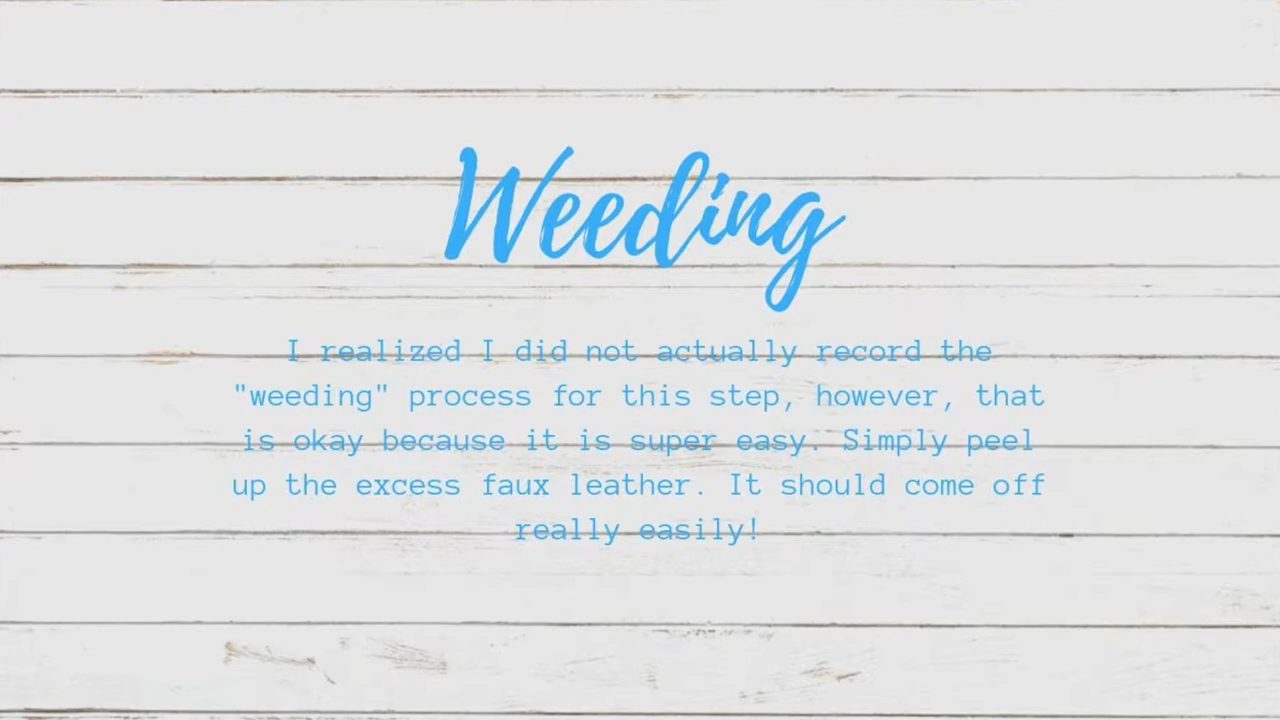 Weeding
I realized I did not actually record the
"weeding" process for this step, however, that
is okay because it is super easy. Simply peel
up the excess faux leather. It should come off
really easily!